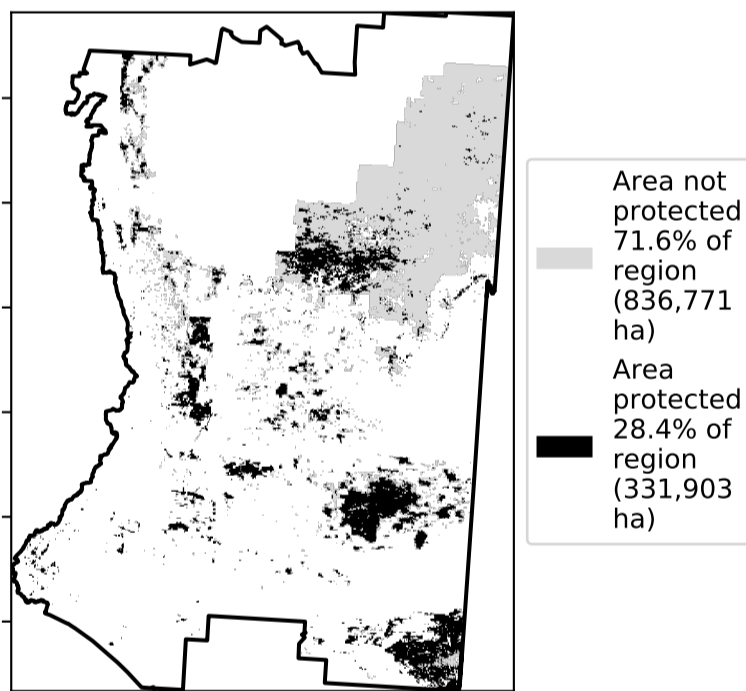 Area not
protected
71.6% of
region
(836,771
ha)
Area
protected
28.4% of
region
(331,903
ha)